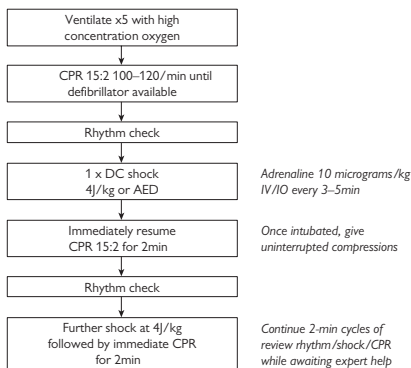 Ventilate x5 with high
concentration oxygen
CPR 15:2 100–120/min until
defibrillator available
Rhythm check
1 x DC shock
4J/kg or AED
Adrenaline 10 micrograms/kg
IV/IO every 3–5min
Immediately resume
CPR 15:2 for 2min
Once intubated, give
uninterrupted compressions
Rhythm check
Further shock at 4J/kg
followed by immediate CPR
for 2min
Continue 2-min cycles of
review rhythm/shock/CPR
while awaiting expert help